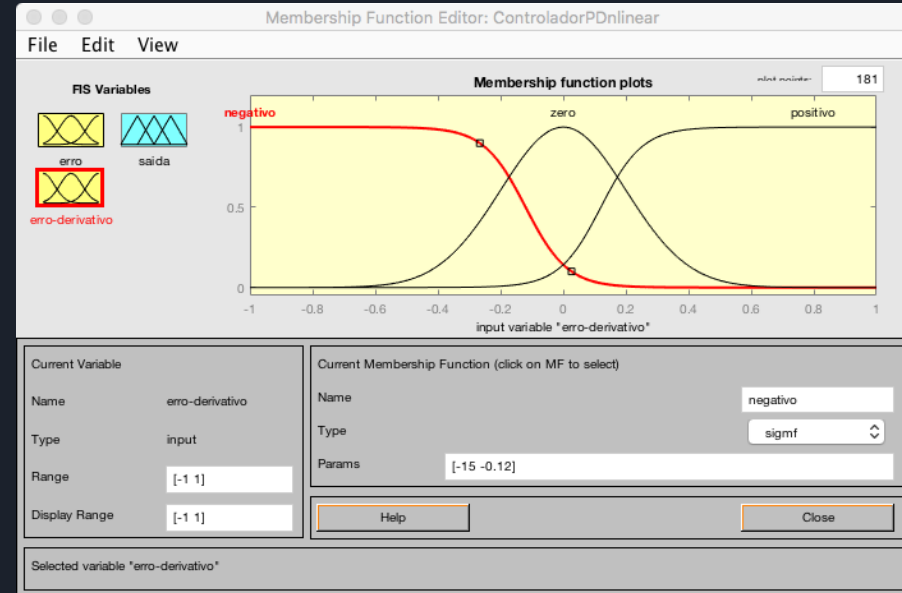 Membership Function Editor: ControladorPDnlinear
File Edit View
FIS Variables
erro
saida
erro-derivativo
Membership function plots
plot points:
181
negativo
zero
positivo
1
0.5
0
-1 -0.8 -0.6 -0.4 -0.2 0 0.2 0.4 0.6 0.8 1
input variable "erro-derivativo"
Current Variable
Name erro-derivativo
Type input
Range [-1 1]
Display Range [-1 1]
Current Membership Function (click on MF to select)
Name negativo
Type sigmf
Params [-15 -0.12]
Help Close
Selected variable "erro-derivativo"